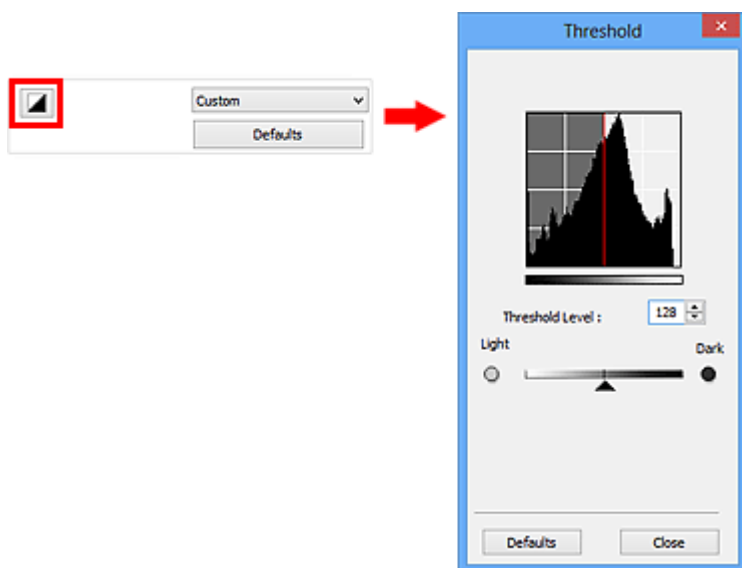 Threshold
Custom
Defaults
Threshold Level : 128
Light
Dark
Defaults Close